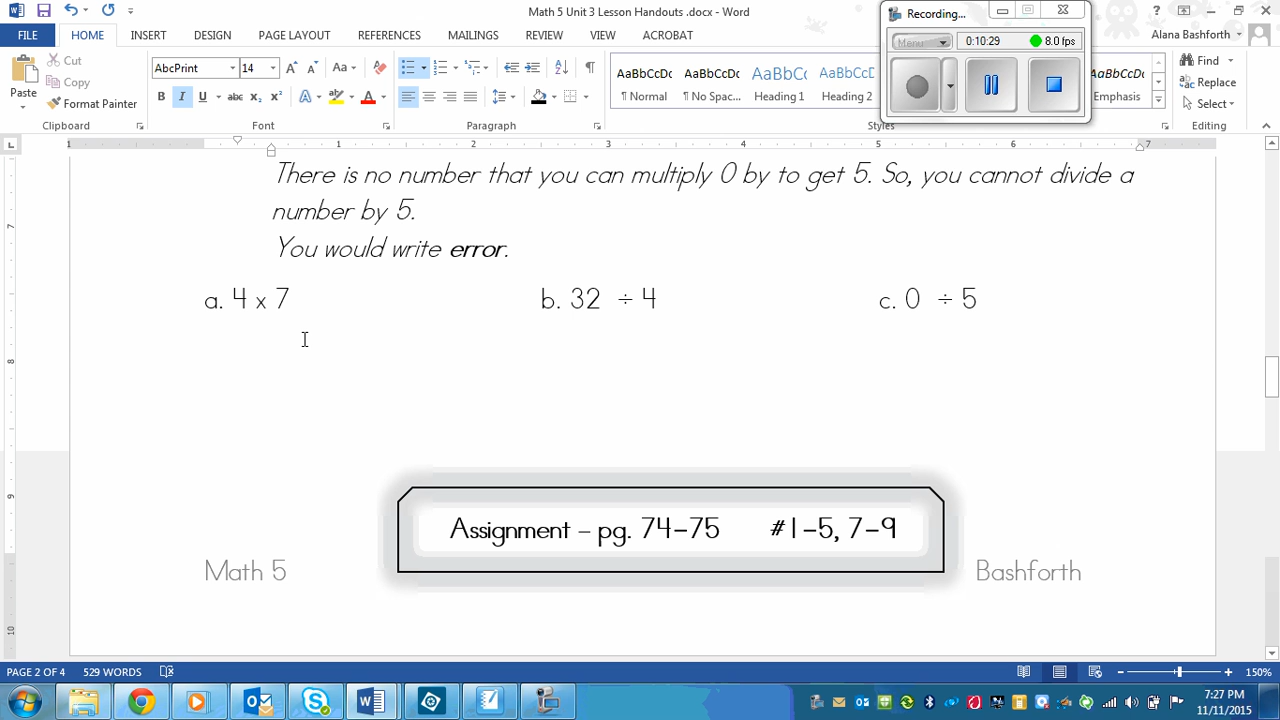 Math 5 Unit 3 Lesson Handouts .docx - Word
Recording...
FILE HOME INSERT DESIGN PAGE LAYOUT REFERENCES MAILINGS REVIEW VIEW ACROBAT
Alana Bashforth
Menu 0:10:29 8.0 fps
Paste
Cut
Copy
Format Painter
AbcPrint 14
AaBbCcDc AaBbCcDc AaBbC AaBbCcD
¶ Normal ¶ No Spac... Heading 1 Heading 2 Emphasis
Find
Replace
Select
Clipboard Font Paragraph Styles Editing
There is no number that you can multiply 0 by to get 5. So, you cannot divide a
number by 5.
You would write error.
a. 4 x 7 b. 32 ÷ 4 c. 0 ÷ 5
Assignment – pg. 74-75 #1-5, 7-9
Math 5 Bashforth
PAGE 2 OF 4 529 WORDS 150%
7:27 PM
11/11/2015